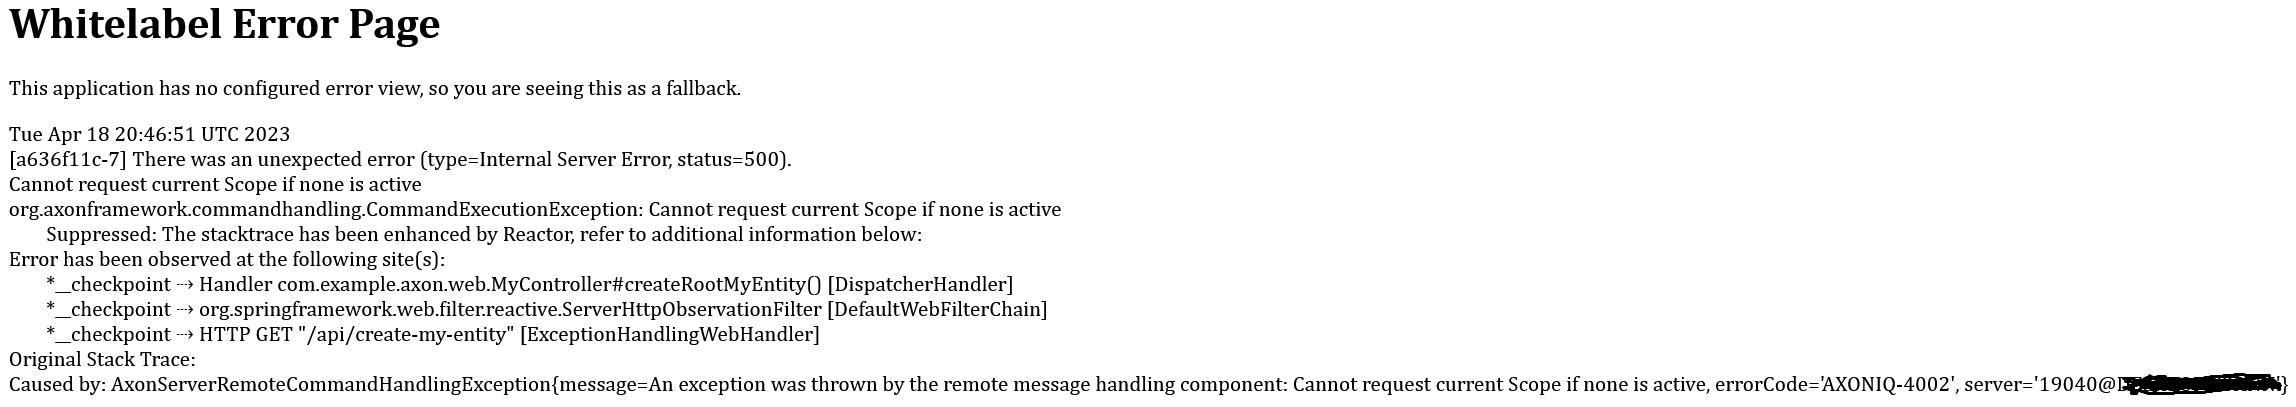 Whitelabel Error Page
This application has no configured error view, so you are seeing this as a fallback.
Tue Apr 18 20:46:51 UTC 2023
[a636f11c-7] There was an unexpected error (type=Internal Server Error, status=500).
Cannot request current Scope if none is active
org.axonframework.commandhandling.CommandExecutionException: Cannot request current Scope if none is active
Suppressed: The stacktrace has been enhanced by Reactor, refer to additional information below:
Error has been observed at the following site(s):
*__checkpoint ⇢ Handler com.example.axon.web.MyController#createRootMyEntity() [DispatcherHandler]
*__checkpoint ⇢ org.springframework.web.filter.reactive.ServerHttpObservationFilter [DefaultWebFilterChain]
*__checkpoint ⇢ HTTP GET "/api/create-my-entity" [ExceptionHandlingWebHandler]
Original Stack Trace:
Caused by: AxonServerRemoteCommandHandlingException{message=An exception was thrown by the remote message handling component: Cannot request current Scope if none is active, errorCode='AXONIQ-4002', server='19040@